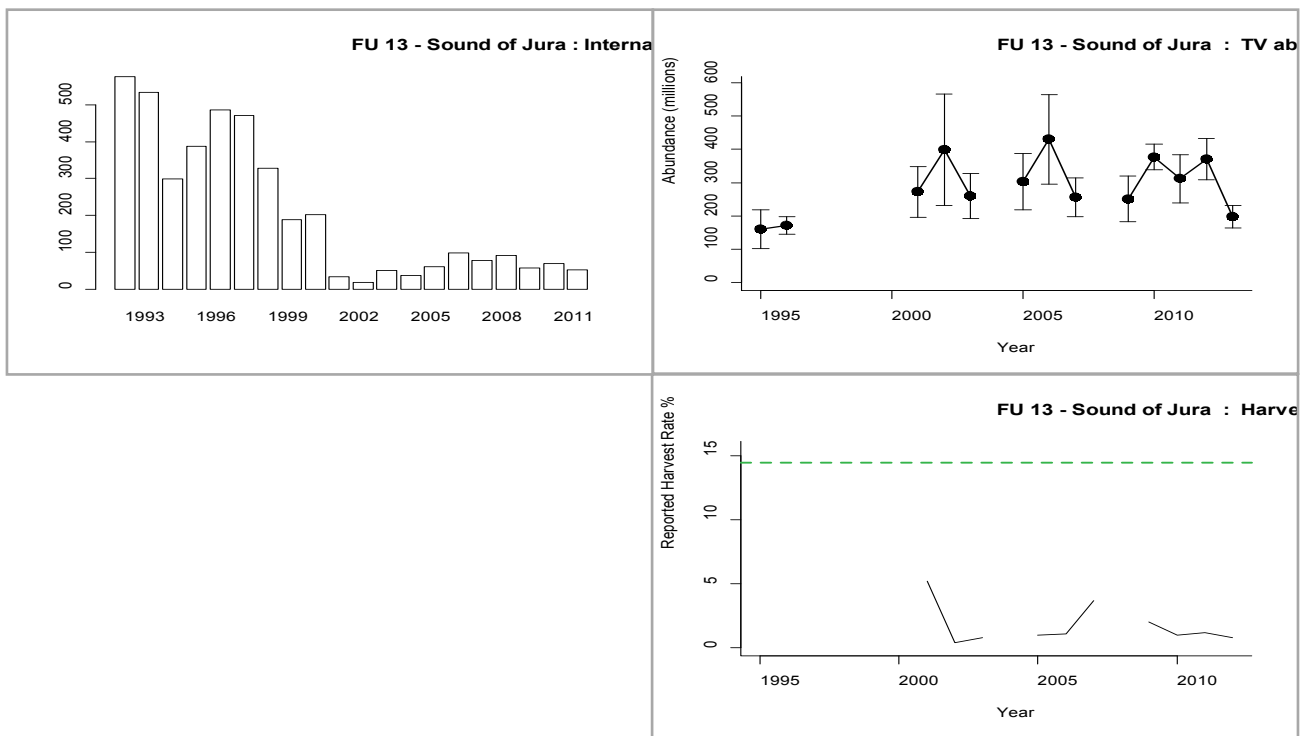 FU 13 - Sound of Jura : Interna
500
400
300
200
100
0
1993 1996 1999 2002 2005 2008 2011
FU 13 - Sound of Jura : TV ab
Abundance (millions)
600
500
400
300
200
100
0
1995 2000 2005 2010
Year
FU 13 - Sound of Jura : Harve
Reported Harvest Rate %
15
10
5
0
1995 2000 2005 2010
Year